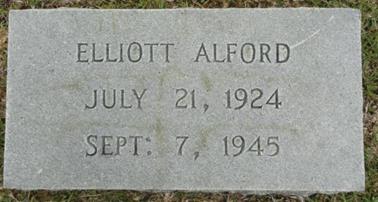 ELLIOTT ALFORD
JULY 21, 1924
SEPT: 7, 1945